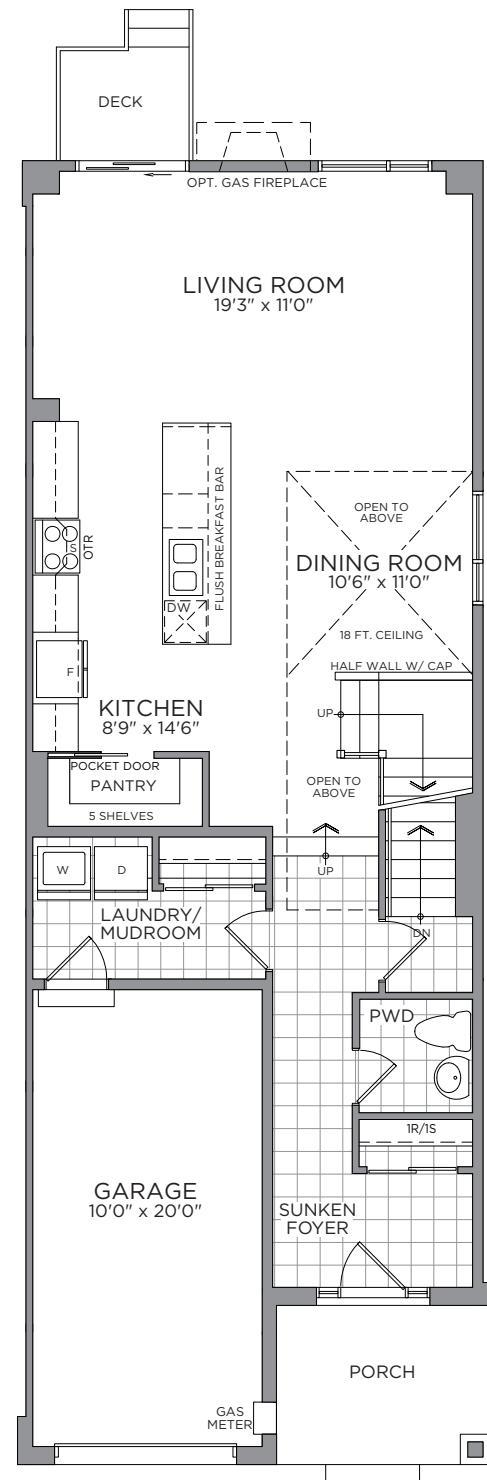 DECK
OPT. GAS FIREPLACE
LIVING ROOM
19'3" x 11'0"
OPEN TO
ABOVE
FLUSH BREAKFAST BAR
S
OTR
DINING ROOM
10'6" x 11'0"
DW
18 FT. CEILING
HALF WALL W/ CAP
F
KITCHEN
8'9" x 14'6"
UP
POCKET DOOR
PANTRY
5 SHELVES
OPEN TO
ABOVE
UP
W
D
LAUNDRY/
MUDROOM
DN
PWD
1R/1S
GARAGE
10'0" x 20'0"
SUNKEN
FOYER
PORCH
GAS
METER